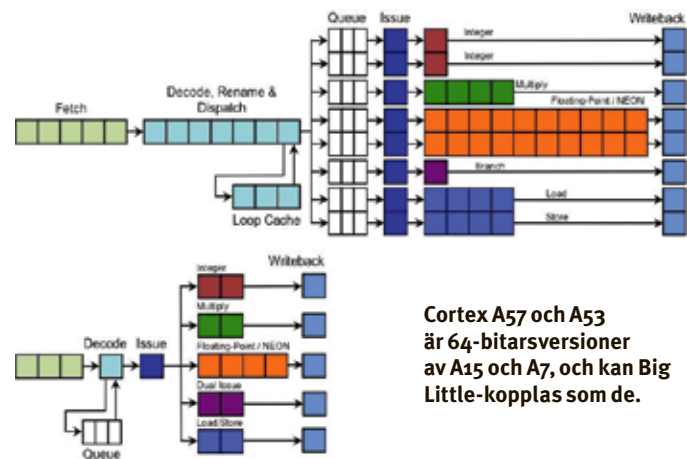 Queue Issue Writeback
Integer
Integer
Fetch
Decode, Rename &
Dispatch
Multiply
Floating-Point / NEON
Branch
Loop Cache
Load
Store
Writeback
Integer
Decode Issue
Multiply
Floating-Point / NEON
Dual Issue
Load/Store
Queue
Cortex A57 och A53
är 64-bitarsversioner
av A15 och A7, och kan Big
Little-kopplas som de.